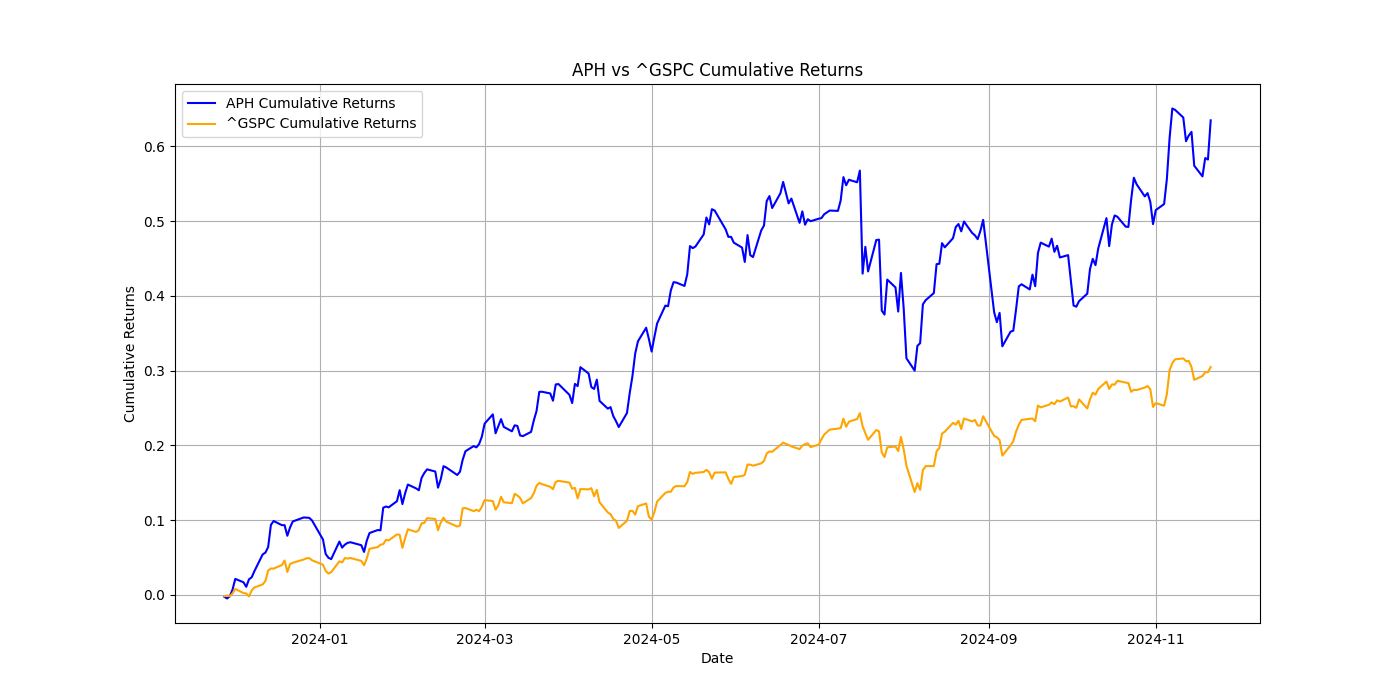 APH vs ^GSPC Cumulative Returns
APH Cumulative Returns
^GSPC Cumulative Returns
Cumulative Returns
0.6
0.5
0.4
0.3
0.2
0.1
0.0
2024-01 2024-03 2024-05 2024-07 2024-09 2024-11
Date